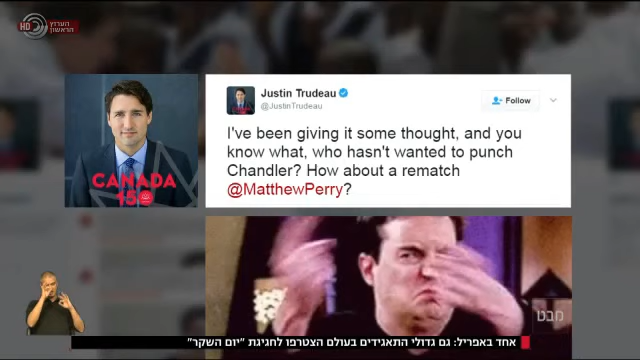 הערוץ
הראשון
HD
Justin Trudeau
@JustinTrudeau
Follow
I've been giving it some thought, and you
know what, who hasn't wanted to punch
Chandler? How about a rematch
@MatthewPerry?
CANADA
150
מבט
אחד באפריל: גם גדולי התאגידים בעולם הצטרפו לחגיגת "יום השקר"